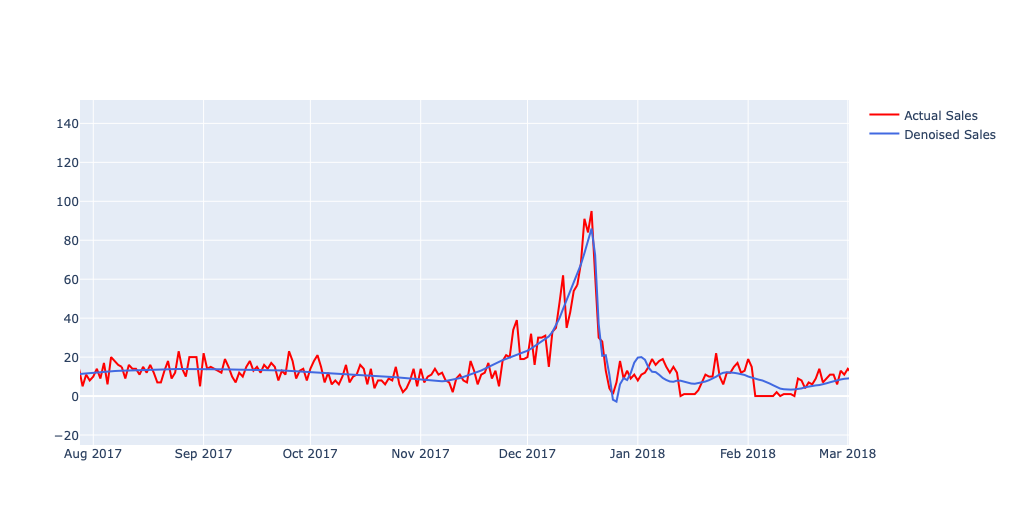 Actual Sales
Denoised Sales
140
120
100
80
60
40
20
0
−20
Aug 2017
Sep 2017
Oct 2017
Nov 2017
Dec 2017
Jan 2018
Feb 2018
Mar 2018